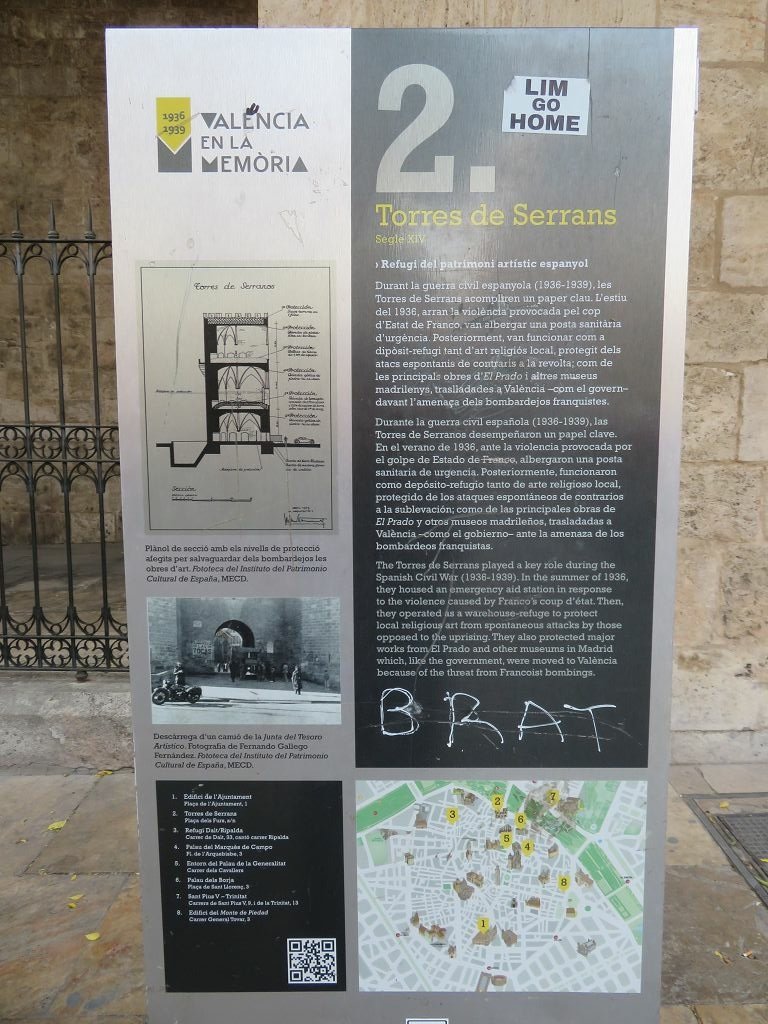 1936
1939
VALÈNCIA
EN LA
MEMÒRIA
2.
LIM
GO
HOME
Torres de Serrans
Segle XIV
› Refugi del patrimoni artístic espanyol
Durant la guerra civil espanyola (1936-1939), les
Torres de Serrans acompliren un paper clau. L'estiu
del 1936, arran la violència provocada pel cop
d'Estat de Franco, van albergar una posta sanitària
d'urgència. Posteriorment, van funcionar com a
dipòsit-refugi tant d'art religiós local, protegit dels
atacs espontanis de contraris a la revolta; com de
les principales obres d'El Prado i altres museus
madrilenys, traslladades a València –com el govern–
davant l'amenaça dels bombardejos franquistes.
Durante la guerra civil española (1936-1939), las
Torres de Serranos desempeñaron un papel clave.
En el verano de 1936, ante la violencia provocada por
el golpe de Estado de Franco, albergaron una posta
sanitaria de urgencia. Posteriormente, funcionaron
como depósito-refugio tanto de arte religioso local,
protegido de los ataques espontáneos de contrarios
a la sublevación; como de las principales obras de
El Prado y otros museos madrileños, trasladadas a
València –como el gobierno– ante la amenaza de los
bombardeos franquistas.
The Torres de Serrans played a key role during the
Spanish Civil War (1936-1939). In the summer of 1936,
they housed an emergency aid station in response
to the violence caused by Franco's coup d'état. Then,
they operated as a warehouse-refuge to protect
local religious art from spontaneous attacks by those
opposed to the uprising. They also protected major
works from El Prado and other museums in Madrid
which, like the government, were moved to València
because of the threat from Francoist bombings.
BRAT
Torres de Serranos
Protección
Protección
Protección
Protección
Protección
Sección
Plànol de secció amb els nivells de protecció
afegits per salvaguardar dels bombardejos les
obres d'art. Fototeca del Instituto del Patrimonio
Cultural de España, MECD.
Descàrrega d'un camió de la Junta del Tesoro
Artístico. Fotografia de Fernando Gallego
Fernández. Fototeca del Instituto del Patrimonio
Cultural de España, MECD.
1. Edifici de l'Ajuntament
Plaça de l'Ajuntament, 1
2. Torres de Serrans
Plaça dels Furs, s/n
3. Refugi Dalt/Ripalda
Carrer de Dalt, 33, cantó carrer Ripalda
4. Palau del Marqués de Campo
Pl. de l'Arquebisbe, 3
5. Entorn del Palau de la Generalitat
Carrer dels Cavallers
6. Palau dels Borja
Plaça de Sant Llorenç, 3
7. Sant Pius V – Trinitat
Carrers de Sant Pius V, 9, i de la Trinitat, 13
8. Edifici del Monte de Piedad
Carrer General Tovar, 3
3
2
7
6
5
4
8
1